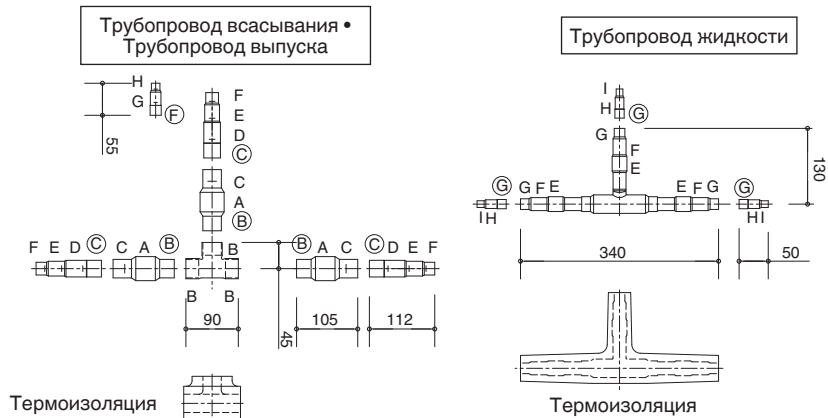 Трубопровод всасывания •
Трубопровод выпуска
H
G Ⓕ
55
F
E
D
Ⓒ
C
A
Ⓑ
F E D Ⓒ C A Ⓑ B Ⓑ A C Ⓒ D E F
B B
90
45
105
112
Термоизоляция
Трубопровод жидкости
I
H Ⓖ
G
F
E
130
Ⓖ G F E E F G Ⓖ
I H H I
340
50
Термоизоляция